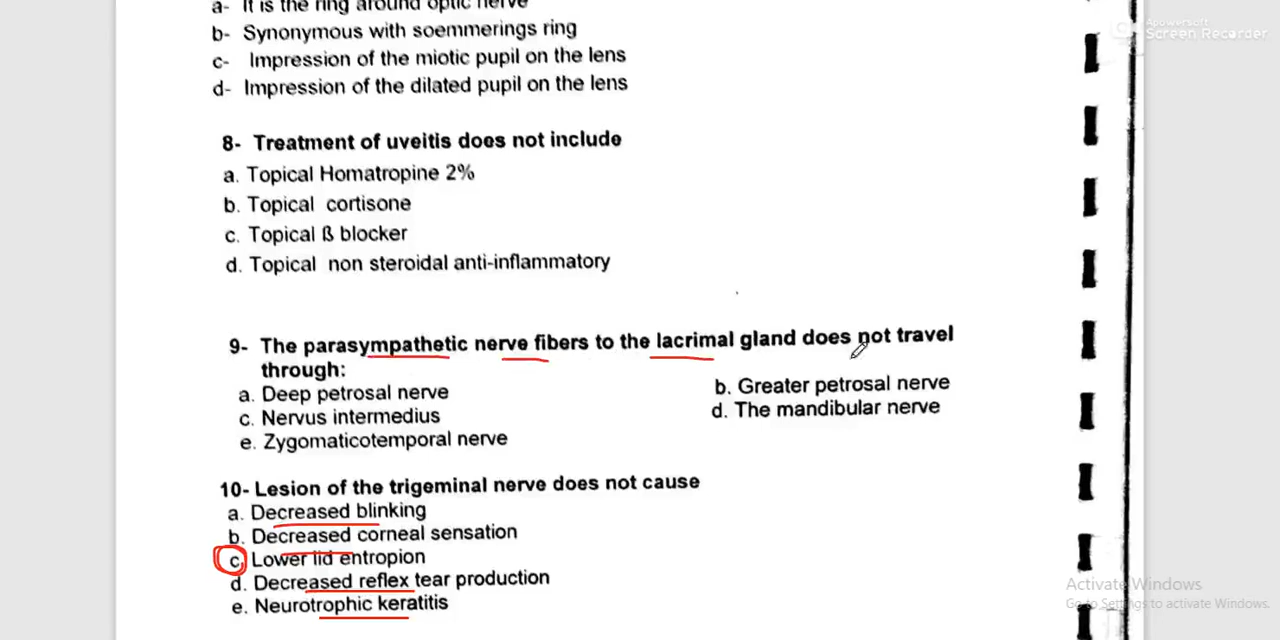 a- It is the ring around optic nerve
b- Synonymous with soemmerings ring
c- Impression of the miotic pupil on the lens
d- Impression of the dilated pupil on the lens
Apowersoft
Screen Recorder
8- Treatment of uveitis does not include
a. Topical Homatropine 2%
b. Topical cortisone
c. Topical ß blocker
d. Topical non steroidal anti-inflammatory
9- The parasympathetic nerve fibers to the lacrimal gland does not travel
through:
a. Deep petrosal nerve
b. Greater petrosal nerve
c. Nervus intermedius
d. The mandibular nerve
e. Zygomaticotemporal nerve
10- Lesion of the trigeminal nerve does not cause
a. Decreased blinking
b. Decreased corneal sensation
c. Lower lid entropion
d. Decreased reflex tear production
e. Neurotrophic keratitis
Activate Windows
Go to Settings to activate Windows.